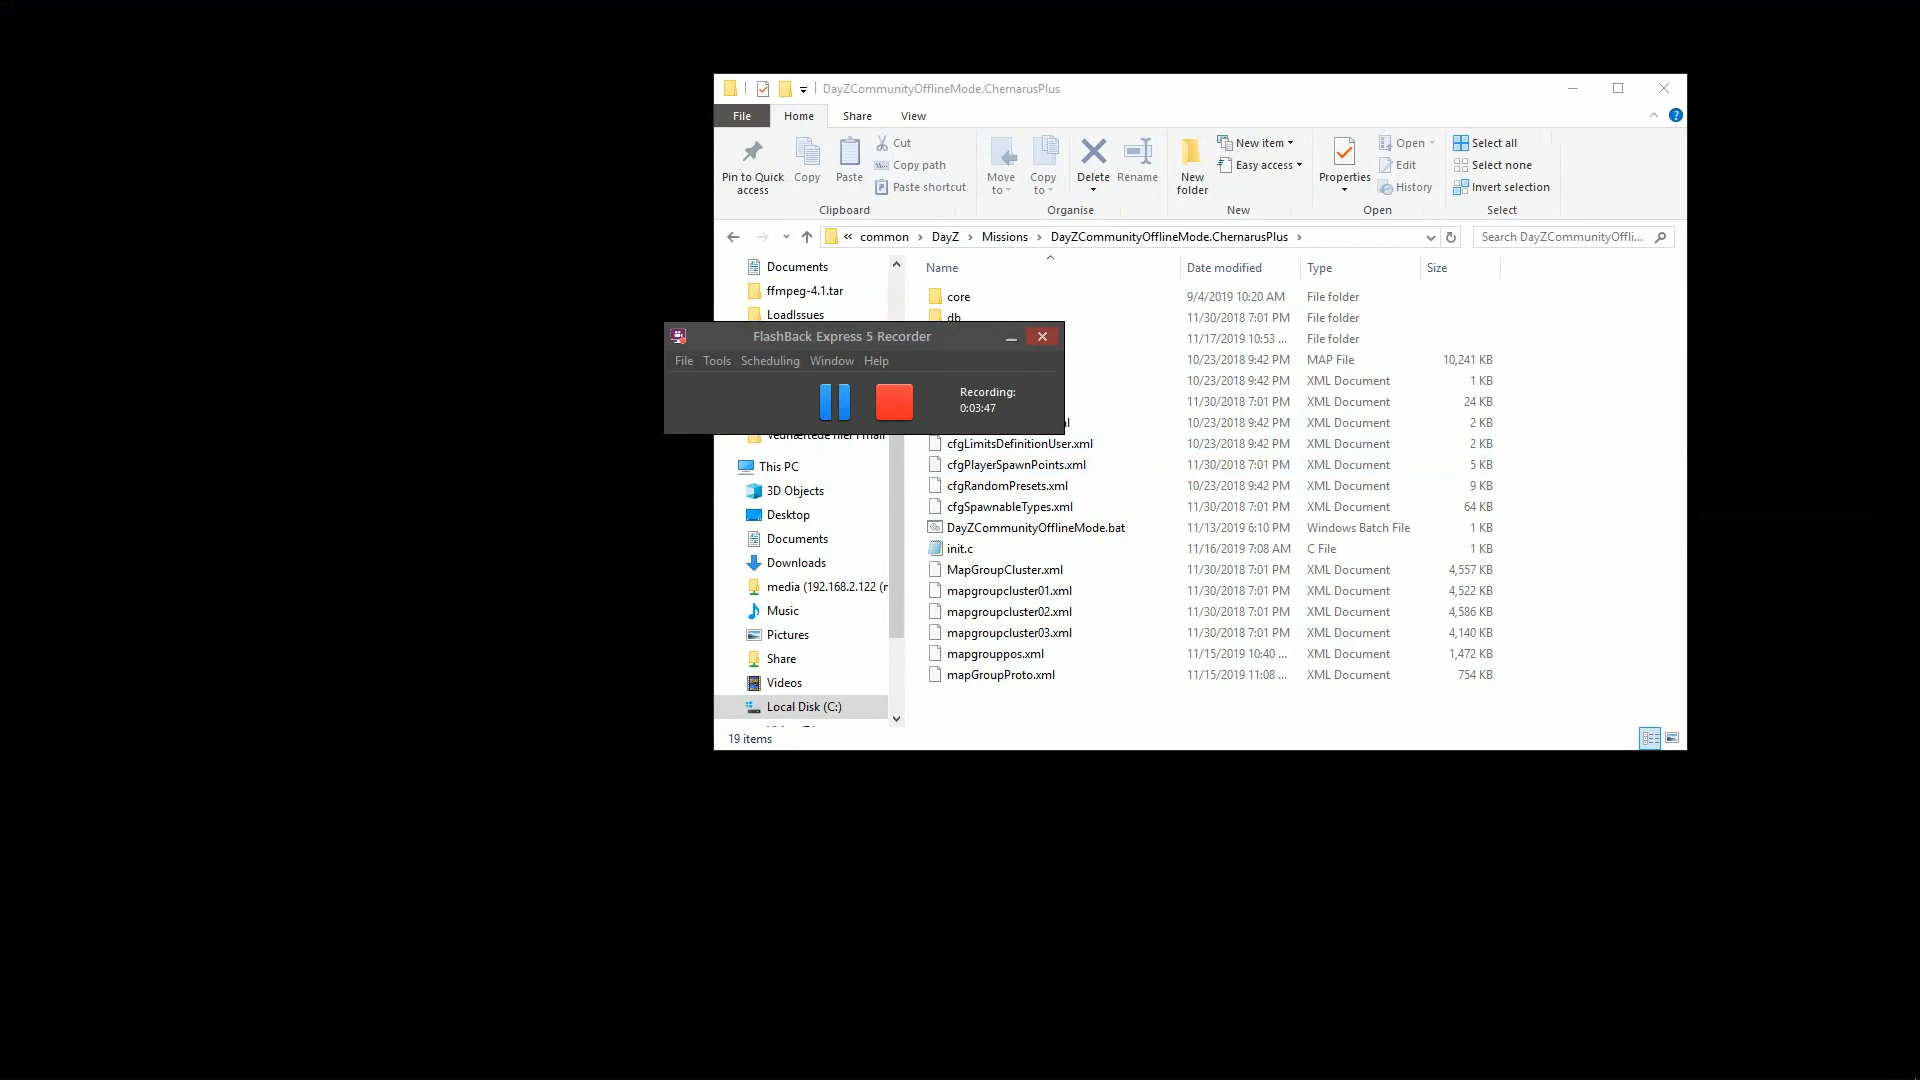 DayZCommunityOfflineMode.ChernarusPlus
File Home Share View
Pin to Quick access
Copy
Paste
Cut
Copy path
Paste shortcut
Clipboard
Move to
Copy to
Delete
Rename
Organise
New folder
New item
Easy access
New
Properties
Open
Edit
History
Open
Select all
Select none
Invert selection
Select
« common > DayZ > Missions > DayZCommunityOfflineMode.ChernarusPlus >
Search DayZCommunityOffli...
Documents
ffmpeg-4.1.tar
LoadIssues
FlashBack Express 5 Recorder
File Tools Scheduling Window Help
Recording:
0:03:47
This PC
3D Objects
Desktop
Documents
Downloads
media (192.168.2.122 (r
Music
Pictures
Share
Videos
Local Disk (C:)
Name Date modified Type Size
core 9/4/2019 10:20 AM File folder
db 11/30/2018 7:01 PM File folder
11/17/2019 10:53 ... File folder
10/23/2018 9:42 PM MAP File 10,241 KB
10/23/2018 9:42 PM XML Document 1 KB
11/30/2018 7:01 PM XML Document 24 KB
10/23/2018 9:42 PM XML Document 2 KB
cfgLimitsDefinitionUser.xml 10/23/2018 9:42 PM XML Document 2 KB
cfgPlayerSpawnPoints.xml 11/30/2018 7:01 PM XML Document 5 KB
cfgRandomPresets.xml 10/23/2018 9:42 PM XML Document 9 KB
cfgSpawnableTypes.xml 11/30/2018 7:01 PM XML Document 64 KB
DayZCommunityOfflineMode.bat 11/13/2019 6:10 PM Windows Batch File 1 KB
init.c 11/16/2019 7:08 AM C File 1 KB
MapGroupCluster.xml 11/30/2018 7:01 PM XML Document 4,557 KB
mapgroupcluster01.xml 11/30/2018 7:01 PM XML Document 4,522 KB
mapgroupcluster02.xml 11/30/2018 7:01 PM XML Document 4,586 KB
mapgroupcluster03.xml 11/30/2018 7:01 PM XML Document 4,140 KB
mapgrouppos.xml 11/15/2019 10:40 ... XML Document 1,472 KB
mapGroupProto.xml 11/15/2019 11:08 ... XML Document 754 KB
19 items